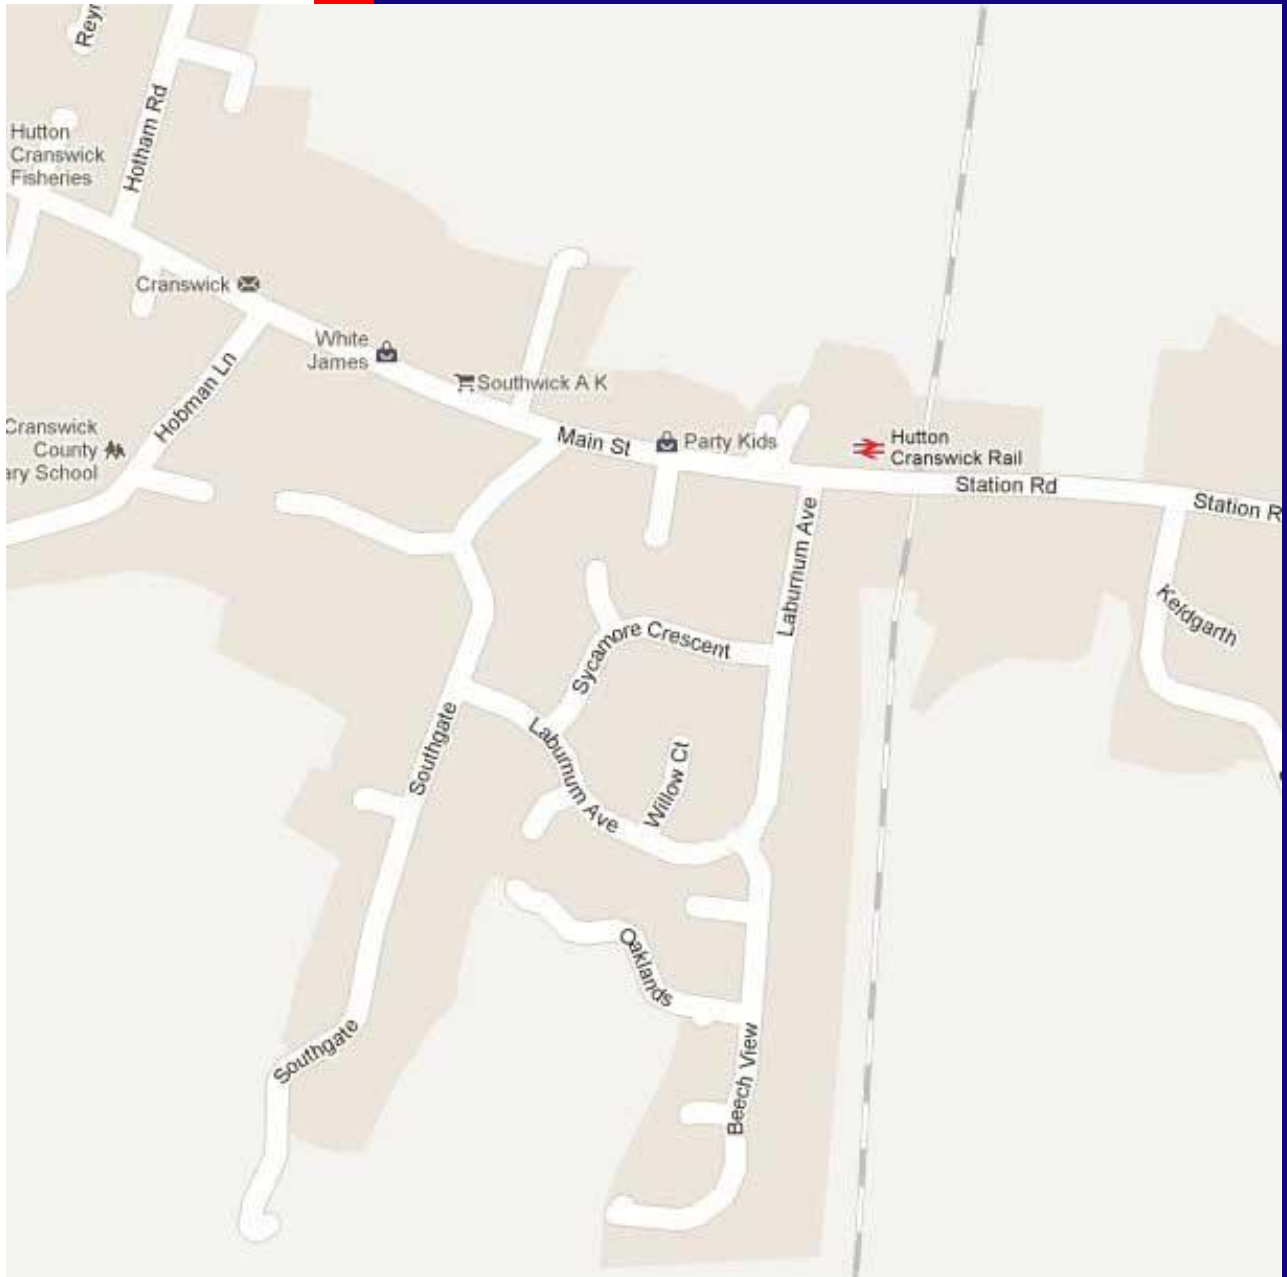 Hotham Rd
Hutton
Cranswick
Fisheries
Cranswick
White
James
Southwick A K
Hobman Ln
Cranswick
County
ary School
Main St
Party Kids
Hutton
Cranswick Rail
Station Rd
Station R
Laburnum Ave
Keldgarth
Sycamore Crescent
Southgate
Laburnum Ave
Willow Ct
Oaklands
Southgate
Beech View